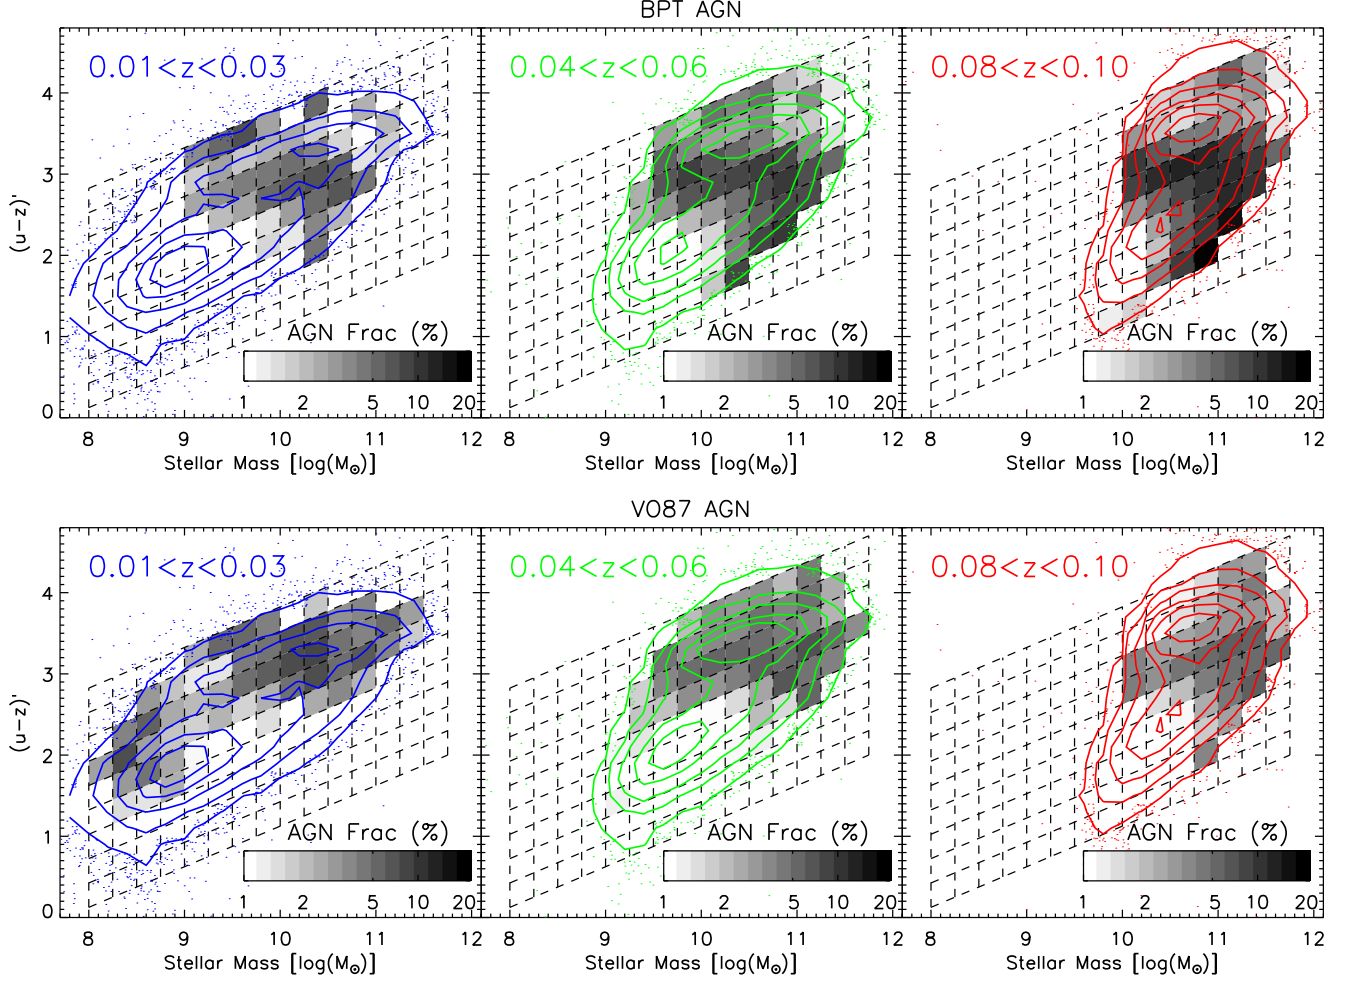 BPT AGN
0.01<z<0.03
0.04<z<0.06
0.08<z<0.10
(u-z)'
4
3
2
1
0
AGN Frac (%)
1 2 5 10 20
AGN Frac (%)
1 2 5 10 20
AGN Frac (%)
1 2 5 10 20
8 9 10 11 12
8 9 10 11 12
8 9 10 11 12
Stellar Mass [log(M⊙)]
Stellar Mass [log(M⊙)]
Stellar Mass [log(M⊙)]
VO87 AGN
0.01<z<0.03
0.04<z<0.06
0.08<z<0.10
(u-z)'
4
3
2
1
0
AGN Frac (%)
1 2 5 10 20
AGN Frac (%)
1 2 5 10 20
AGN Frac (%)
1 2 5 10 20
8 9 10 11 12
8 9 10 11 12
8 9 10 11 12
Stellar Mass [log(M⊙)]
Stellar Mass [log(M⊙)]
Stellar Mass [log(M⊙)]